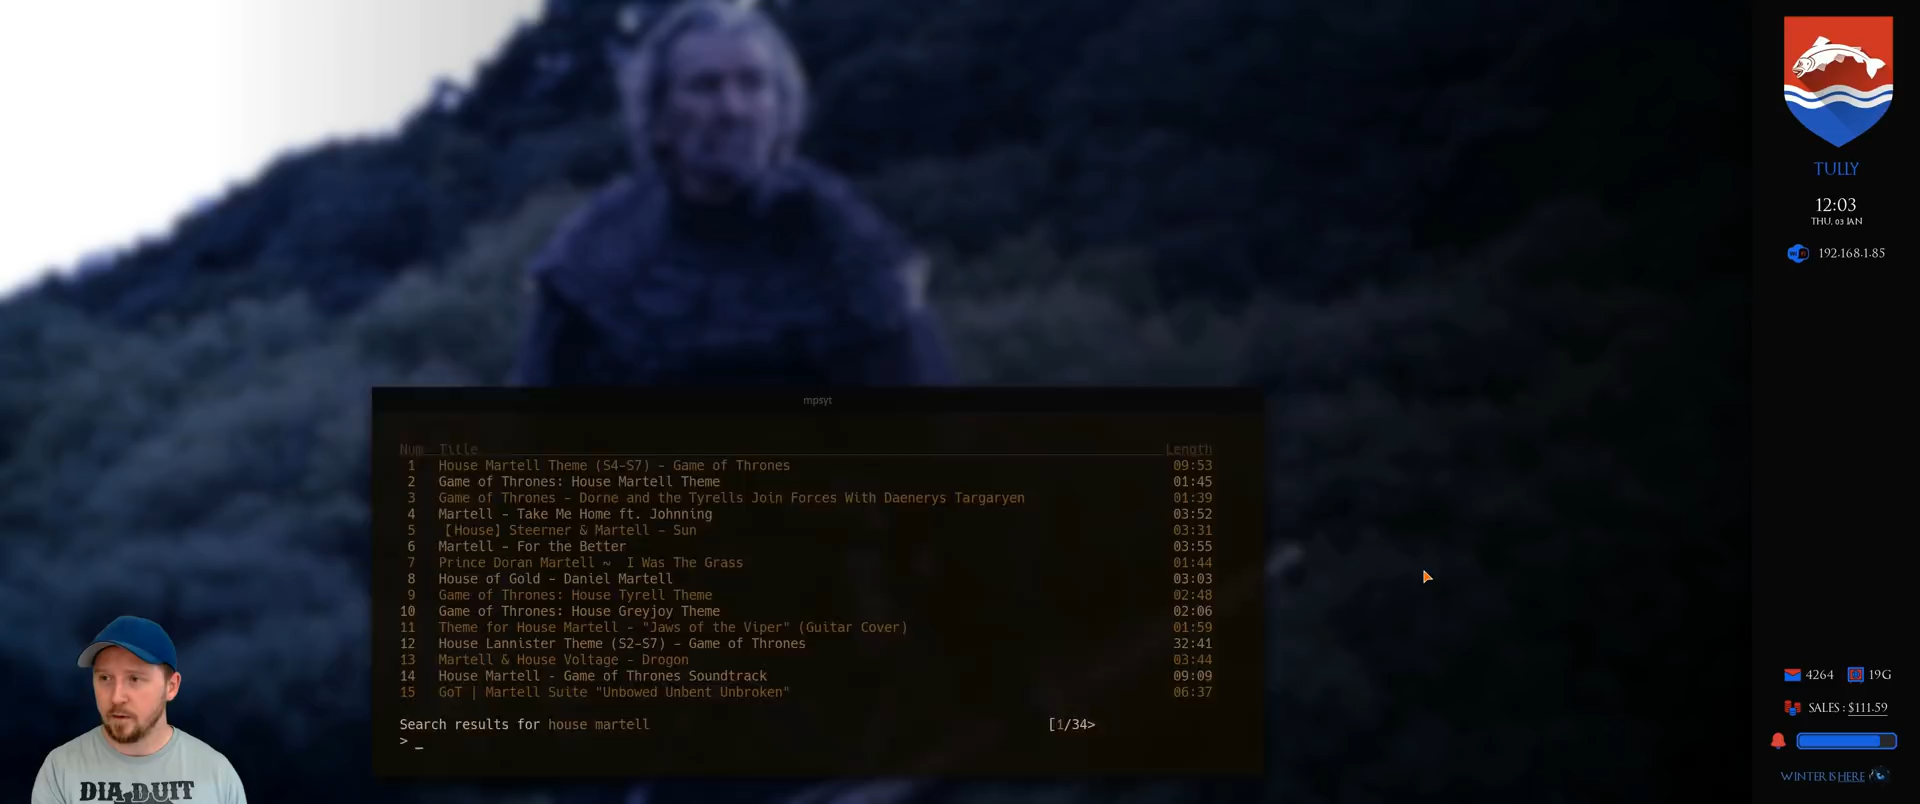 TULLY
12:03
THU, 03 JAN
192.168.1.85
mpsyt
Num Title Length
1 House Martell Theme (S4-S7) - Game of Thrones 09:53
2 Game of Thrones: House Martell Theme 01:45
3 Game of Thrones - Dorne and the Tyrells Join Forces With Daenerys Targaryen 01:39
4 Martell - Take Me Home ft. Johnning 03:52
5 【House】Steerner & Martell - Sun 03:31
6 Martell - For the Better 03:55
7 Prince Doran Martell ~ I Was The Grass 01:44
8 House of Gold - Daniel Martell 03:03
9 Game of Thrones: House Tyrell Theme 02:48
10 Game of Thrones: House Greyjoy Theme 02:06
11 Theme for House Martell - "Jaws of the Viper" (Guitar Cover) 01:59
12 House Lannister Theme (S2-S7) - Game of Thrones 32:41
13 Martell & House Voltage - Drogon 03:44
14 House Martell - Game of Thrones Soundtrack 09:09
15 GoT | Martell Suite "Unbowed Unbent Unbroken" 06:37
Search results for house martell [1/34>
> _
4264 19G
SALES : $111.59
WINTER IS HERE
DIA DUIT